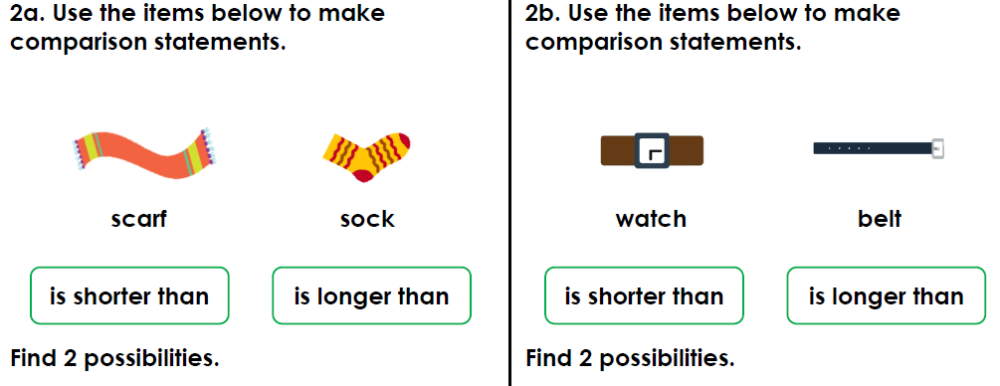 2a. Use the items below to make
comparison statements.
scarf
sock
is shorter than
is longer than
Find 2 possibilities.
2b. Use the items below to make
comparison statements.
watch
belt
is shorter than
is longer than
Find 2 possibilities.